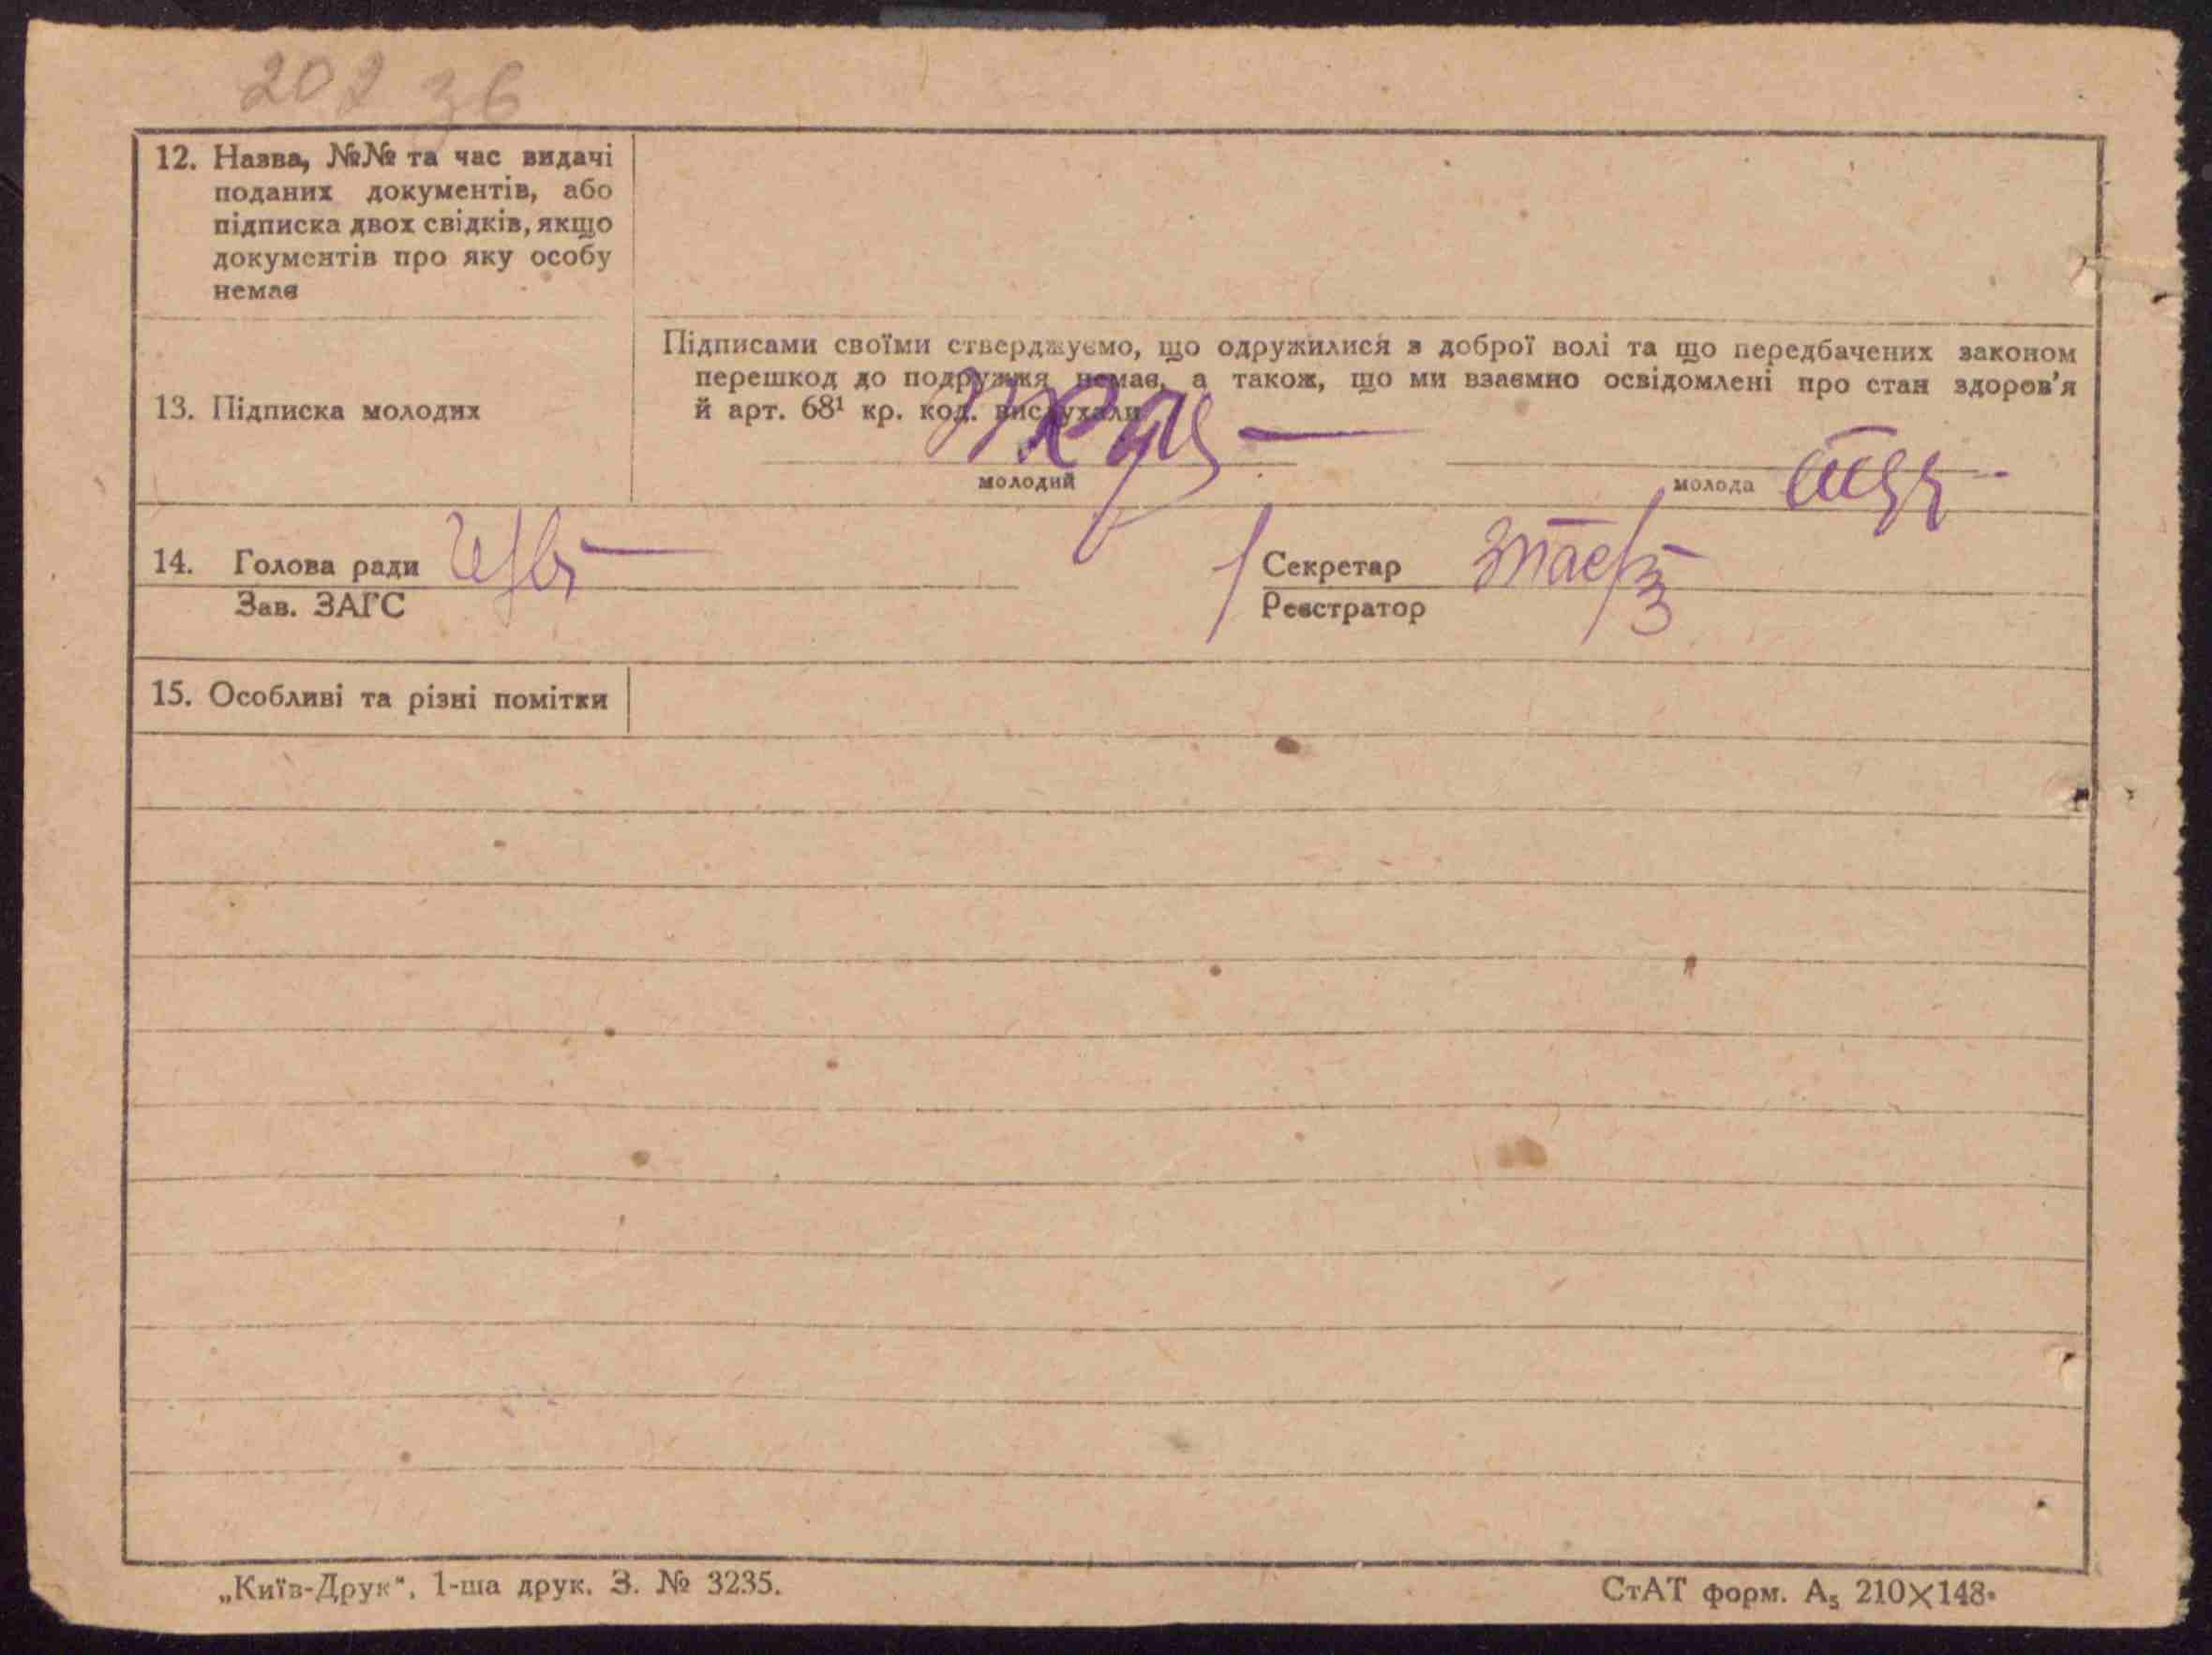 36
12. Назва, №№ та час видачі
поданих документів, або
підписка двох свідків, якщо
документів про яку особу
немає
13. Підписка молодих
Підписами своїми стверджуємо, що одружилися з доброї волі та що передбачених законом
перешкод до подружжя немає, а також, що ми взаємно освідомлені про стан здоров'я
й арт. 68¹ кр. код. вислухали
молодий
молода
14. Голова ради
Секретар
Зав. ЗАГС
Реєстратор
15. Особливі та різні помітки
„Київ-Друк“, 1-ша друк. З. № 3235.
СтАТ форм. А₅ 210×148.